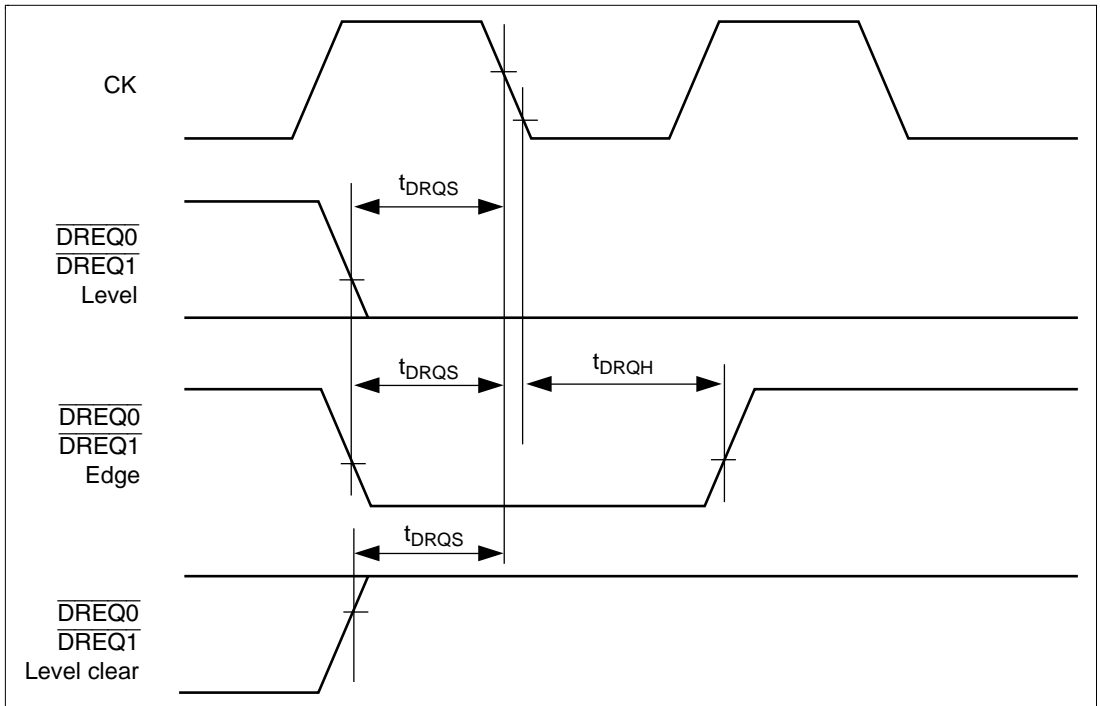 CK
tDRQS
DREQ0
DREQ1
Level
tDRQS
tDRQH
DREQ0
DREQ1
Edge
tDRQS
DREQ0
DREQ1
Level clear